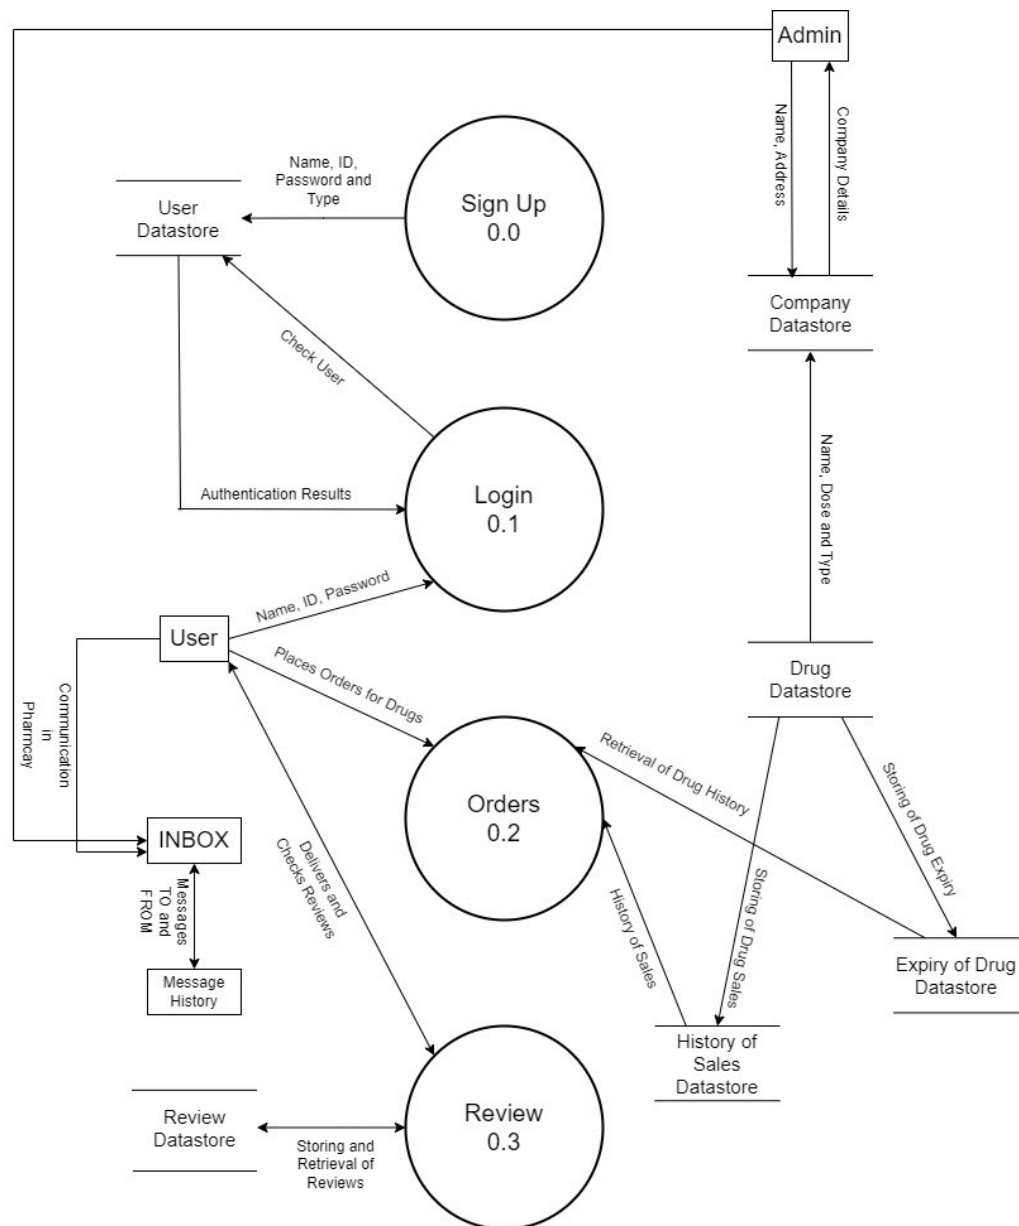 Admin
Name, Address
Company Details
Sign Up
0.0
Name, ID,
Password and
Type
User
Datastore
Company
Datastore
Check User
Name, Dose and Type
Login
0.1
Authentication Results
Name, ID, Password
User
Places Orders for Drugs
Drug
Datastore
Communication
in
Pharmcay
Retrieval of Drug History
Storing of Drug Expiry
Orders
0.2
INBOX
Delivers and
Checks Reviews
Messages
TO and
FROM
History of Sales
Storing of Drug Sales
Expiry of Drug
Datastore
Message
History
History of
Sales
Datastore
Review
0.3
Review
Datastore
Storing and
Retrieval of
Reviews